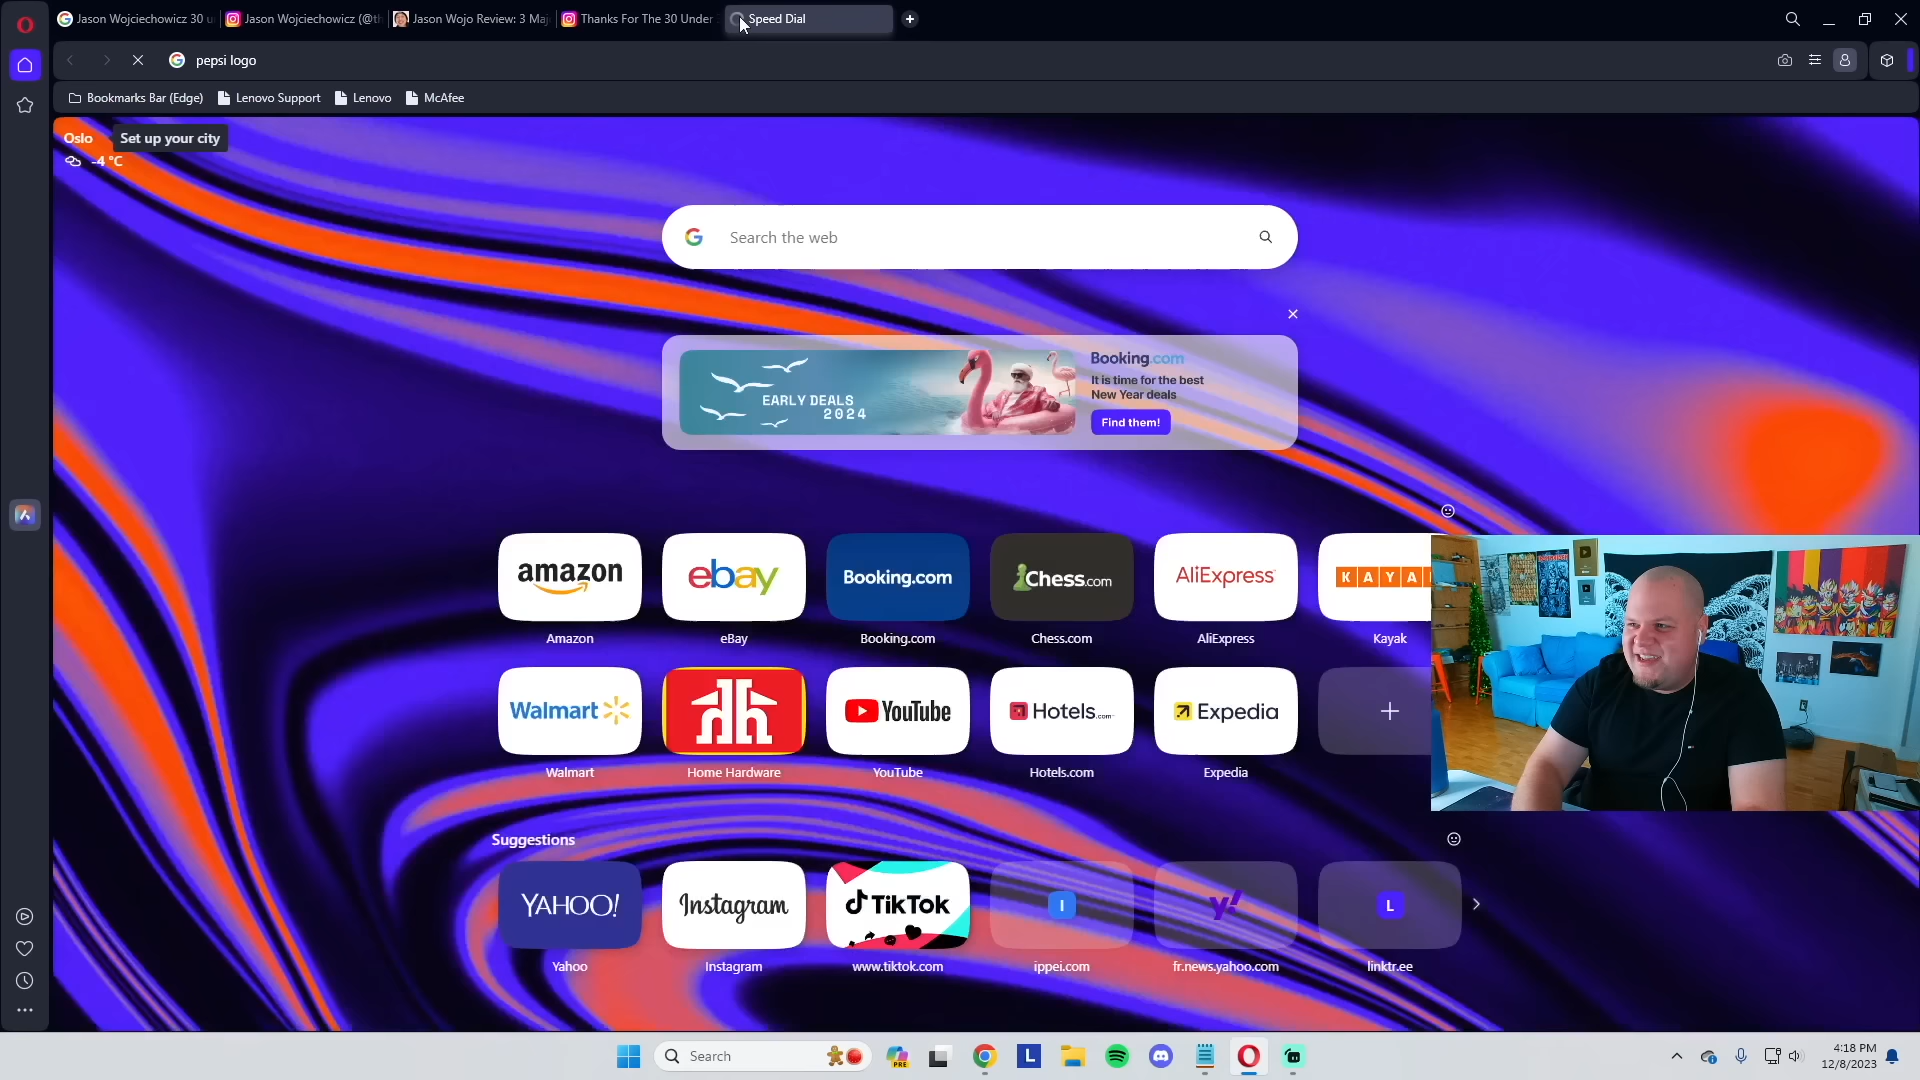 Jason Wojciechowicz 30 u
Jason Wojciechowicz (@th
Jason Wojo Review: 3 Maj
Thanks For The 30 Under
Speed Dial
pepsi logo
Bookmarks Bar (Edge)
Lenovo Support
Lenovo
McAfee
Oslo
Set up your city
-4 °C
Search the web
EARLY DEALS
2024
Booking.com
It is time for the best
New Year deals
Find them!
amazon
ebay
Booking.com
Chess.com
AliExpress
KAYA
Amazon
eBay
Booking.com
Chess.com
AliExpress
Kayak
Walmart
YouTube
Hotels.com
Expedia
Walmart
Home Hardware
YouTube
Hotels.com
Expedia
Suggestions
YAHOO!
Instagram
TikTok
I
y!
L
Yahoo
Instagram
www.tiktok.com
ippei.com
fr.news.yahoo.com
linktr.ee
Search
PRE
L
4:18 PM
12/8/2023